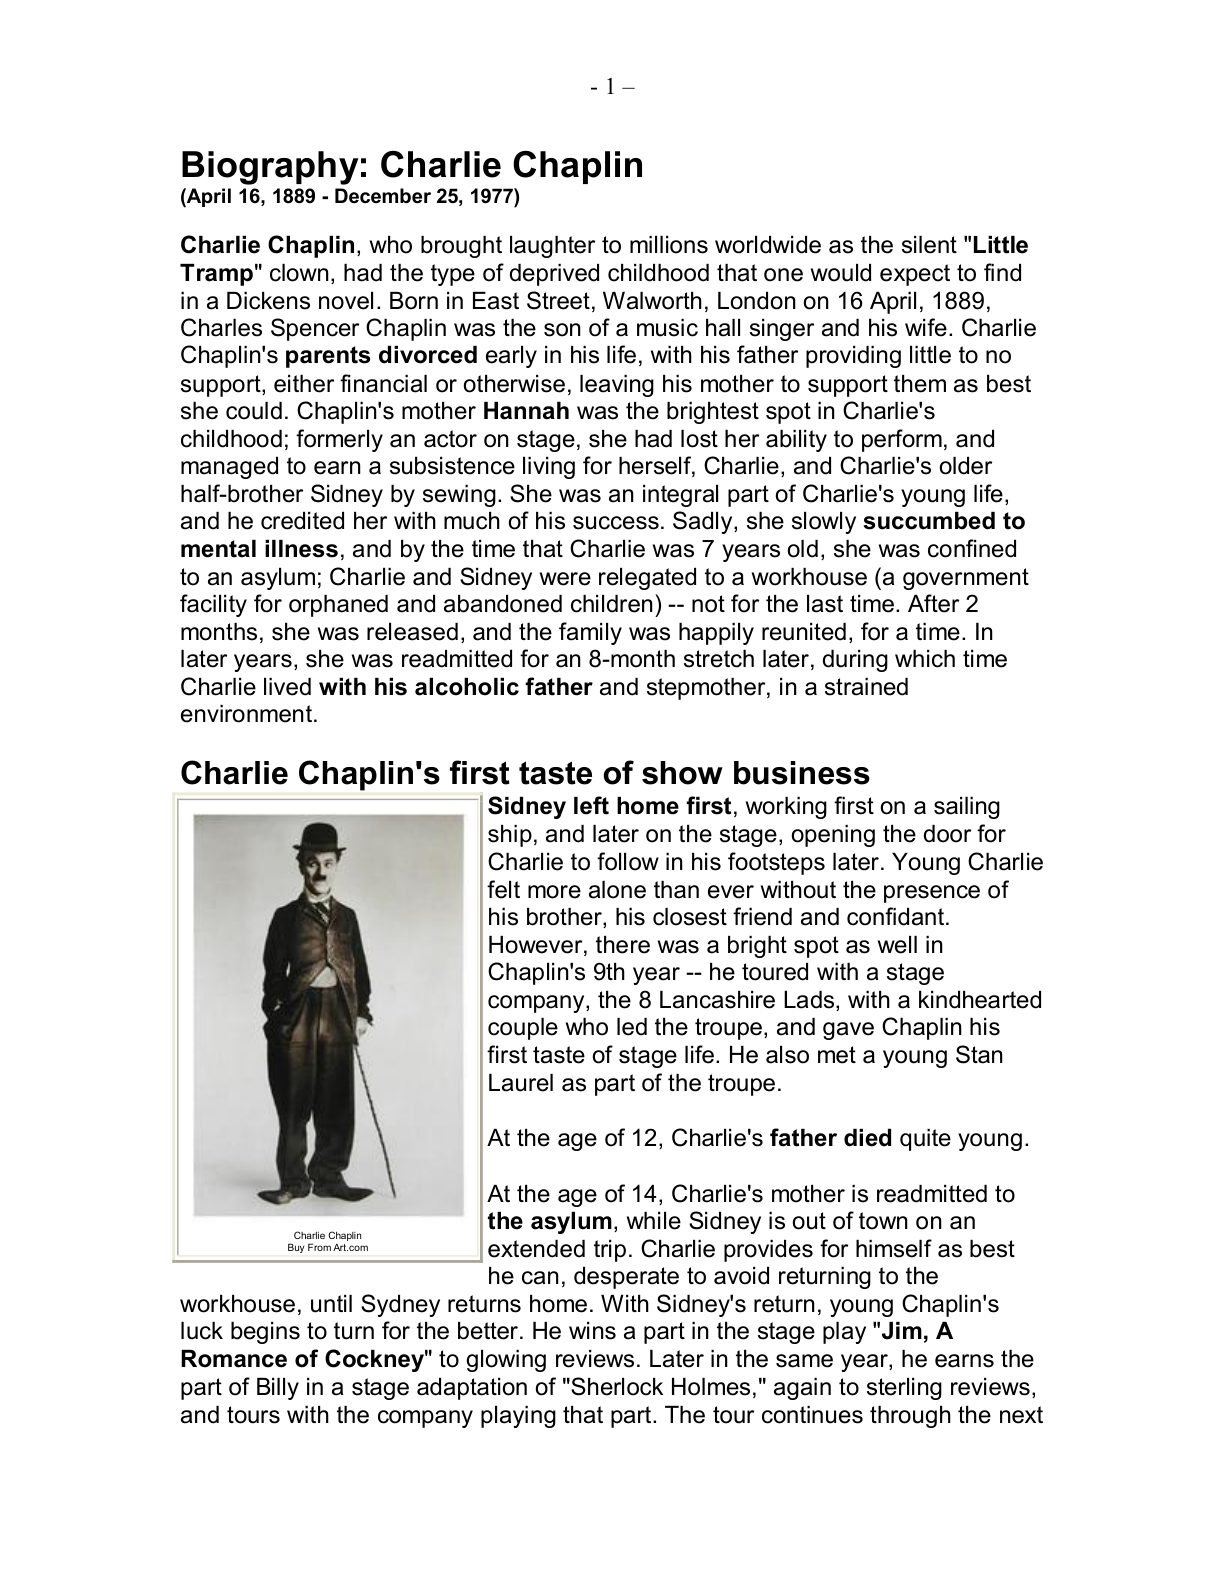 - 1 –
Biography: Charlie Chaplin
(April 16, 1889 - December 25, 1977)
Charlie Chaplin, who brought laughter to millions worldwide as the silent "Little
Tramp" clown, had the type of deprived childhood that one would expect to find
in a Dickens novel. Born in East Street, Walworth, London on 16 April, 1889,
Charles Spencer Chaplin was the son of a music hall singer and his wife. Charlie
Chaplin's parents divorced early in his life, with his father providing little to no
support, either financial or otherwise, leaving his mother to support them as best
she could. Chaplin's mother Hannah was the brightest spot in Charlie's
childhood; formerly an actor on stage, she had lost her ability to perform, and
managed to earn a subsistence living for herself, Charlie, and Charlie's older
half-brother Sidney by sewing. She was an integral part of Charlie's young life,
and he credited her with much of his success. Sadly, she slowly succumbed to
mental illness, and by the time that Charlie was 7 years old, she was confined
to an asylum; Charlie and Sidney were relegated to a workhouse (a government
facility for orphaned and abandoned children) -- not for the last time. After 2
months, she was released, and the family was happily reunited, for a time. In
later years, she was readmitted for an 8-month stretch later, during which time
Charlie lived with his alcoholic father and stepmother, in a strained
environment.
Charlie Chaplin's first taste of show business
Sidney left home first, working first on a sailing
ship, and later on the stage, opening the door for
Charlie to follow in his footsteps later. Young Charlie
felt more alone than ever without the presence of
his brother, his closest friend and confidant.
However, there was a bright spot as well in
Chaplin's 9th year -- he toured with a stage
company, the 8 Lancashire Lads, with a kindhearted
couple who led the troupe, and gave Chaplin his
first taste of stage life. He also met a young Stan
Laurel as part of the troupe.
At the age of 12, Charlie's father died quite young.
At the age of 14, Charlie's mother is readmitted to
the asylum, while Sidney is out of town on an
extended trip. Charlie provides for himself as best
he can, desperate to avoid returning to the
Charlie Chaplin
Buy From Art.com
workhouse, until Sydney returns home. With Sidney's return, young Chaplin's
luck begins to turn for the better. He wins a part in the stage play "Jim, A
Romance of Cockney" to glowing reviews. Later in the same year, he earns the
part of Billy in a stage adaptation of "Sherlock Holmes," again to sterling reviews,
and tours with the company playing that part. The tour continues through the next